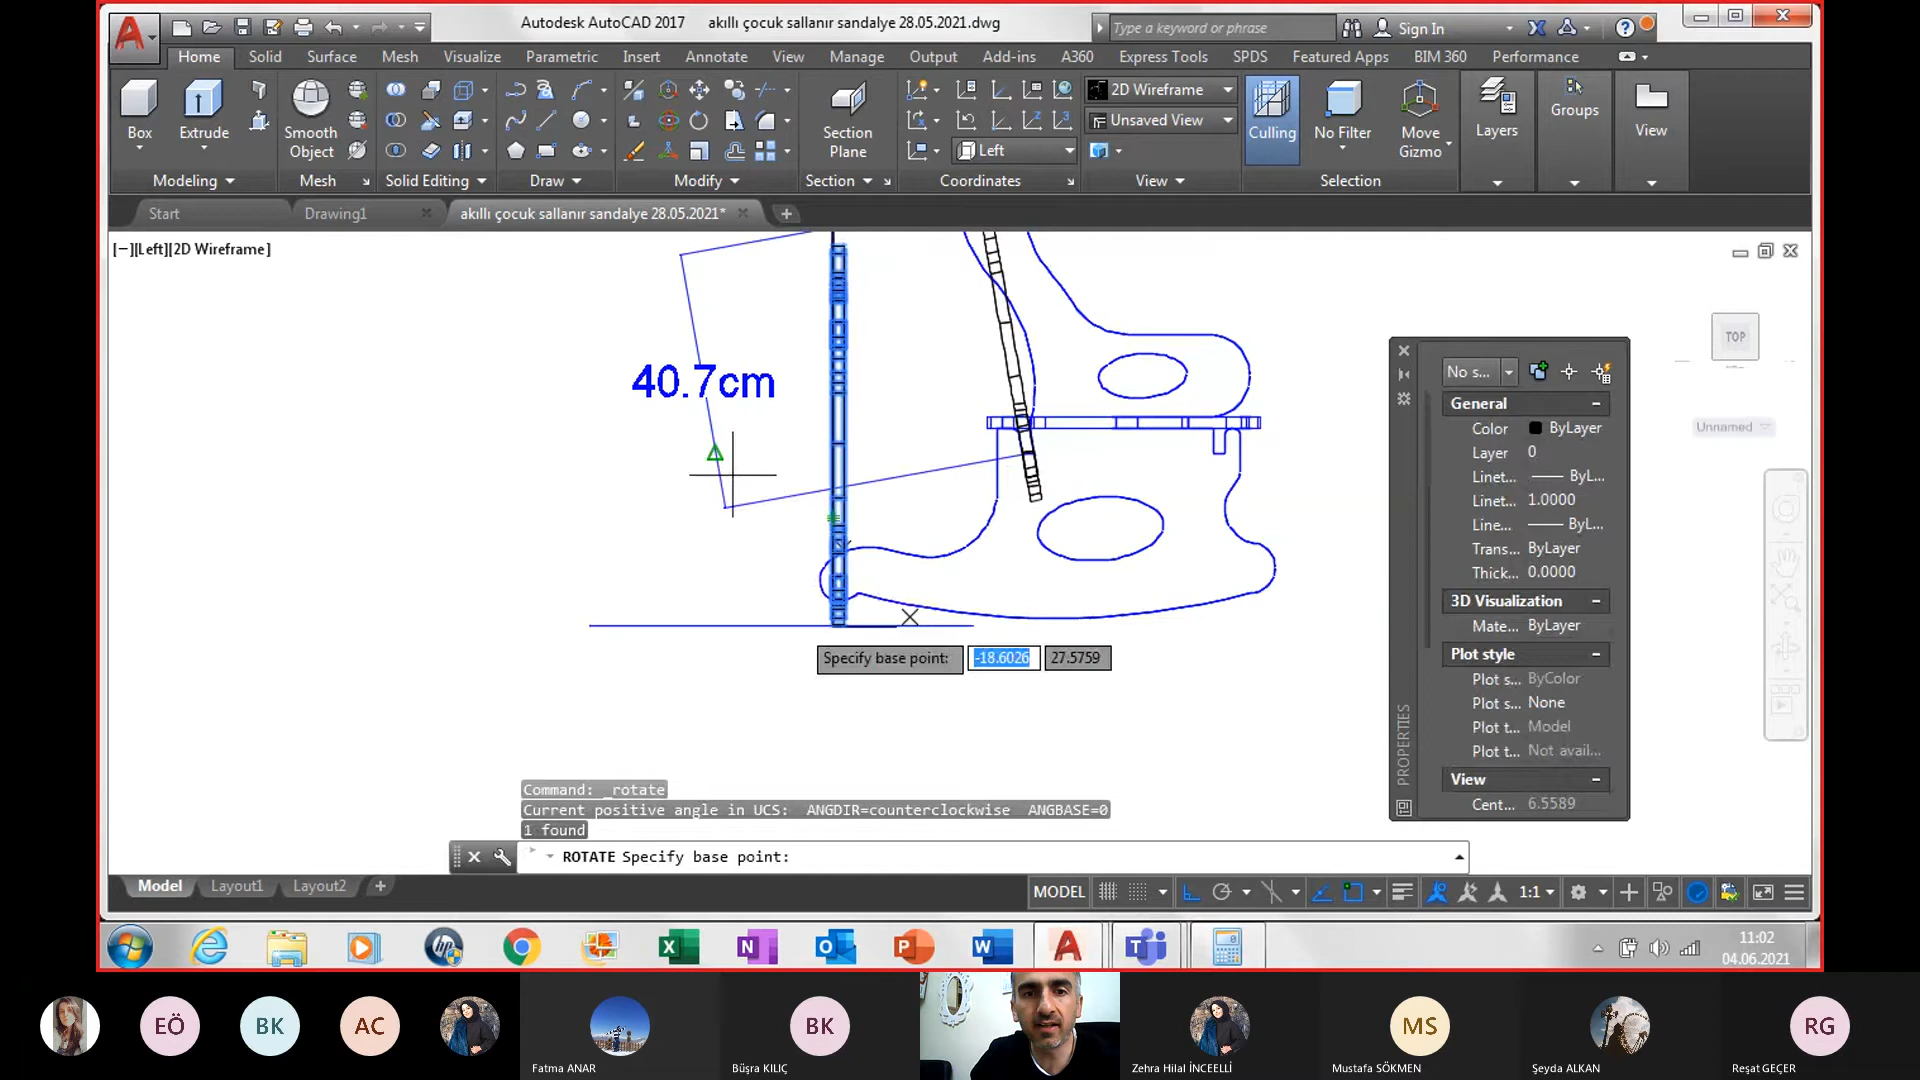 Autodesk AutoCAD 2017 akıllı çocuk sallanır sandalye 28.05.2021.dwg
Type a keyword or phrase
Sign In
Home Solid Surface Mesh Visualize Parametric Insert Annotate View Manage Output Add-ins A360 Express Tools SPDS Featured Apps BIM 360 Performance
Box
Extrude
Smooth Object
Section Plane
2D Wireframe
Unsaved View
Left
Culling
No Filter
Move Gizmo
Layers
Groups
View
Modeling
Mesh
Solid Editing
Draw
Modify
Section
Coordinates
View
Selection
Start
Drawing1
akıllı çocuk sallanır sandalye 28.05.2021*
[−][Left][2D Wireframe]
40.7cm
TOP
Unnamed
No s...
General
Color ByLayer
Layer 0
Linet... ByL...
Linet... 1.0000
Line... ByL...
Trans... ByLayer
Thick... 0.0000
3D Visualization
Mate... ByLayer
Plot style
Plot s... ByColor
Plot s... None
Plot t... Model
Plot t... Not avail...
View
Cent... 6.5589
PROPERTIES
Specify base point: -18.6026 27.5759
Command: _rotate
Current positive angle in UCS: ANGDIR=counterclockwise ANGBASE=0
1 found
ROTATE Specify base point:
Model Layout1 Layout2
MODEL
1:1
11:02
04.06.2021
EÖ
BK
AC
BK
MS
RG
Fatma ANAR
Büşra KILIÇ
Zehra Hilal İNCEELLİ
Mustafa SÖKMEN
Şeyda ALKAN
Reşat GEÇER